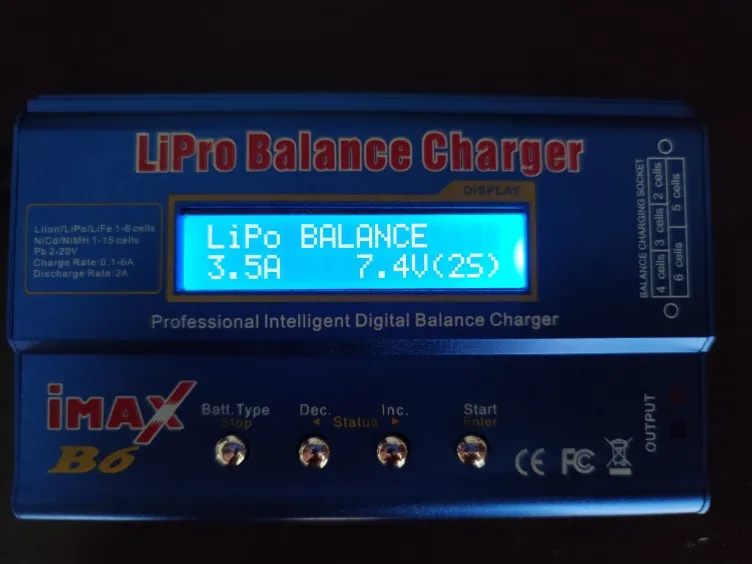 LiPro Balance Charger
DISPLAY
LiPo BALANCE
3.5A 7.4V(2S)
LiIon/LiPo/LiFe 1-6 cells
NiCd/NiMH 1-15 cells
Pb 2-20V
Charge Rate:0.1-6A
Discharge Rate:2A
BALANCE CHARGING SOCKET
4 cells 3 cells 2 cells
6 cells 5 cells
Professional Intelligent Digital Balance Charger
iMAX
B6
Batt.Type Dec. Inc. Start
Stop ◄ Status ► Enter
CE FC
OUTPUT